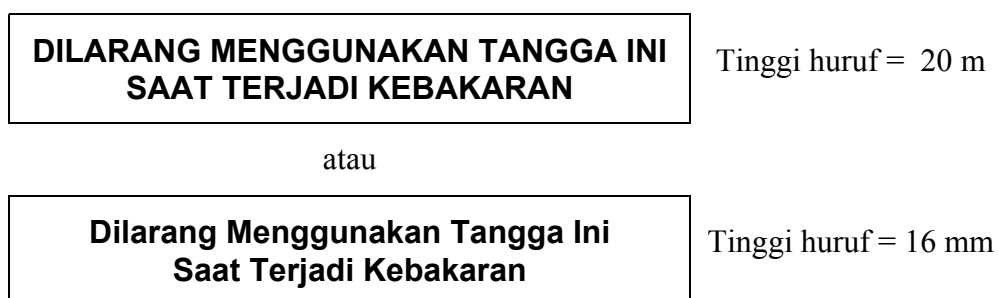 DILARANG MENGGUNAKAN TANGGA INI
SAAT TERJADI KEBAKARAN
Tinggi huruf = 20 m
atau
Dilarang Menggunakan Tangga Ini
Saat Terjadi Kebakaran
Tinggi huruf = 16 mm